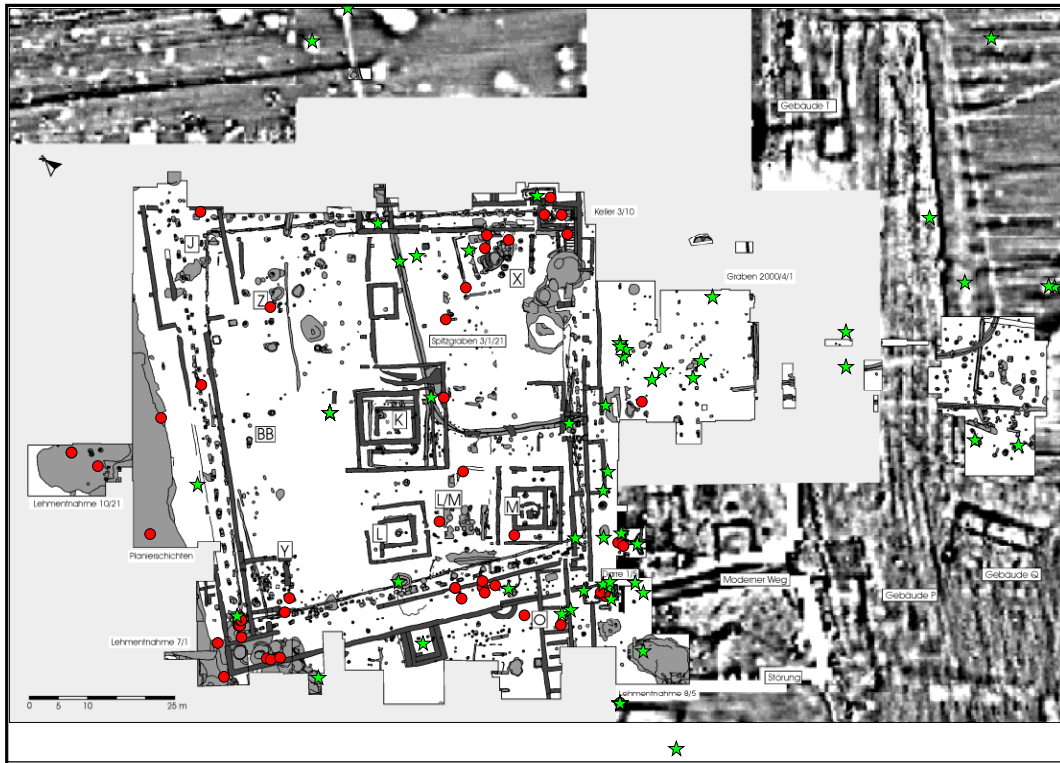 Gebäude T
Keller 3/10
J
X
Graben 2000/4/1
Z
Spitzgraben 3/1/21
K
BB
L/M
M
Lehmentnahme 10/21
L
Planierschichten
Y
Darre 1/5
Moderner Weg
Gebäude Q
Gebäude P
O
Lehmentnahme 7/1
Störung
Lehmentnahme 8/5
0 5 10 25 m